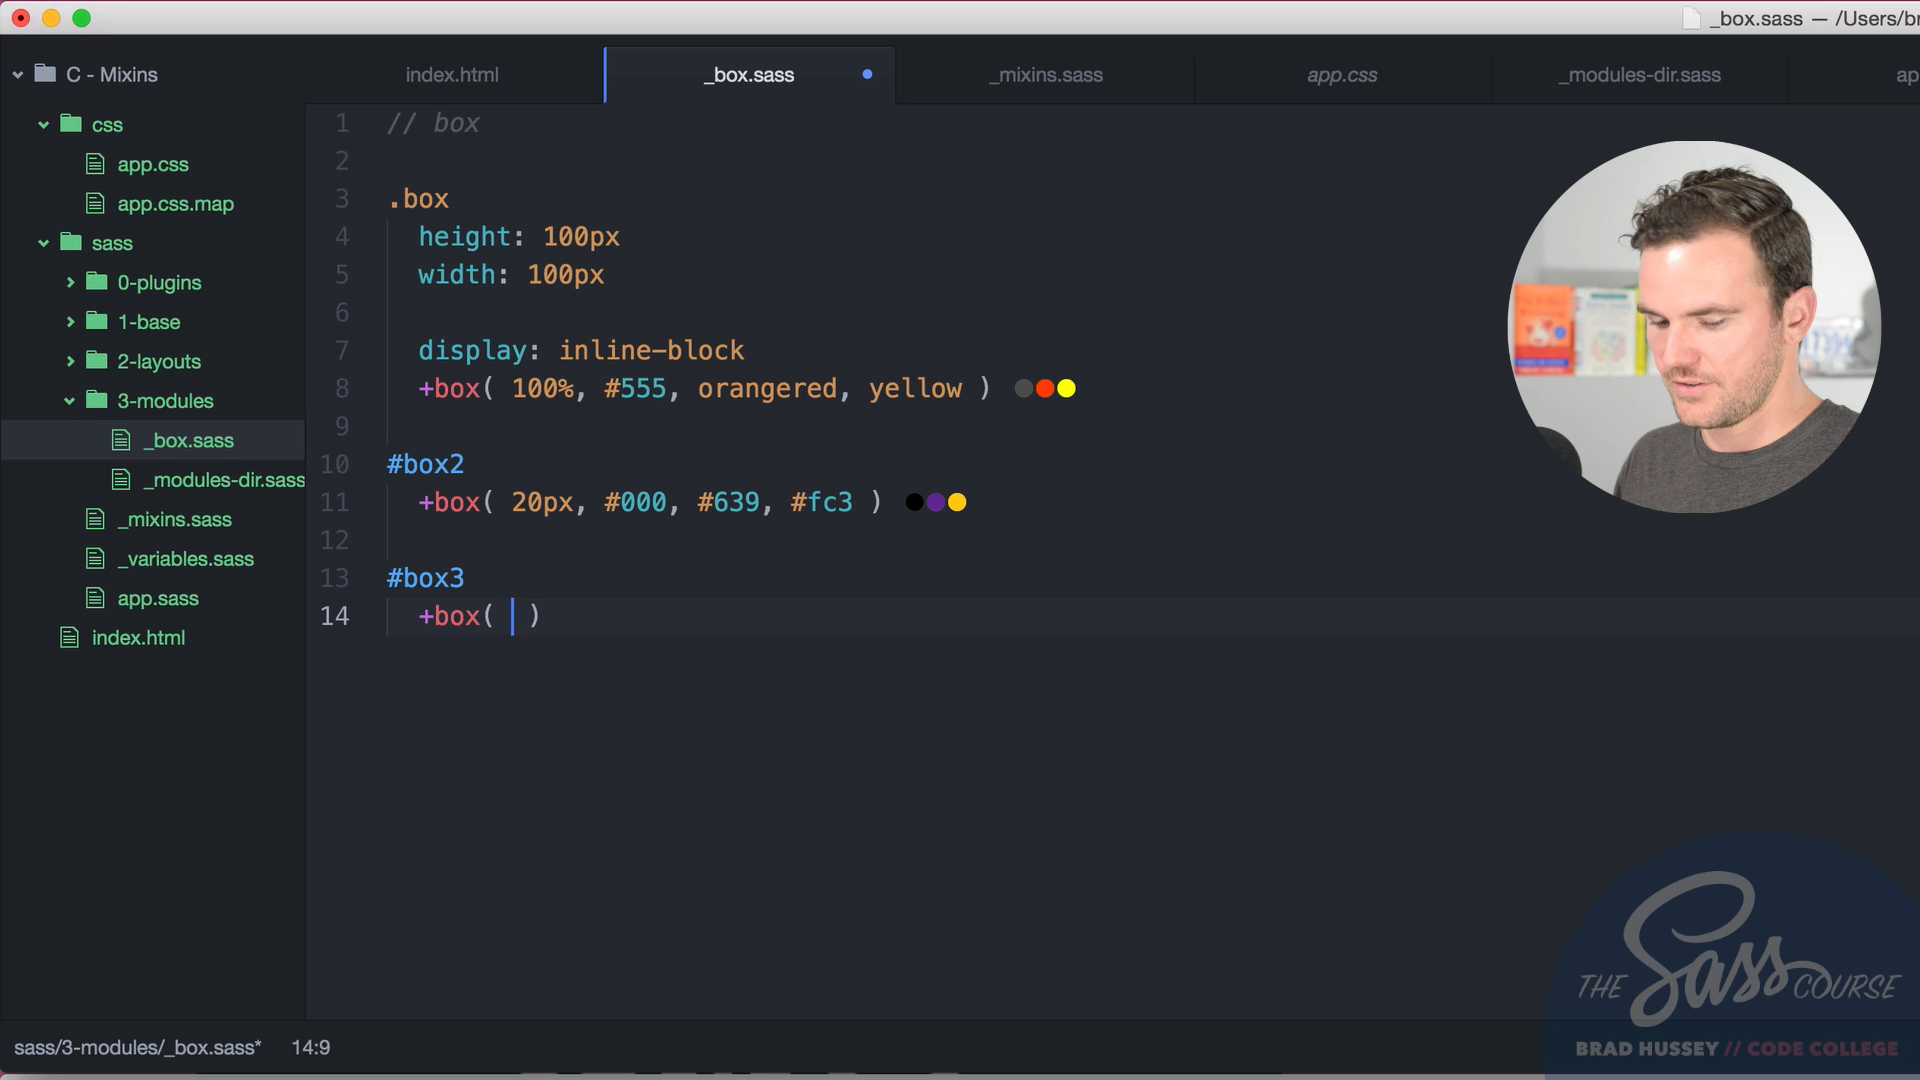 _box.sass — /Users/br
C - Mixins
css
app.css
app.css.map
sass
0-plugins
1-base
2-layouts
3-modules
_box.sass
_modules-dir.sass
_mixins.sass
_variables.sass
app.sass
index.html
index.html
_box.sass
_mixins.sass
app.css
_modules-dir.sass
ap
1 // box
2
3 .box
4 height: 100px
5 width: 100px
6
7 display: inline-block
8 +box( 100%, #555, orangered, yellow )
9
10 #box2
11 +box( 20px, #000, #639, #fc3 )
12
13 #box3
14 +box( )
THE Sass COURSE
BRAD HUSSEY // CODE COLLEGE
sass/3-modules/_box.sass* 14:9